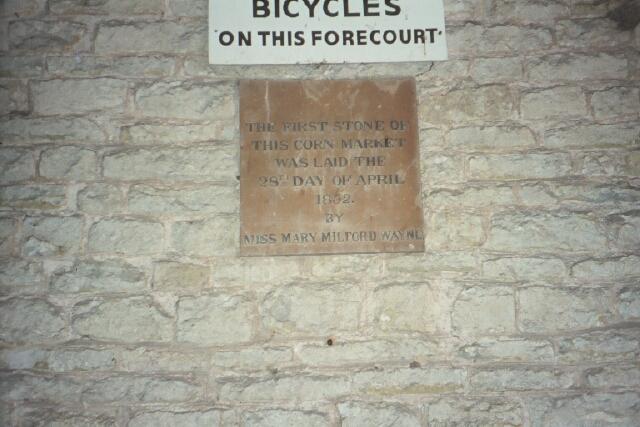 BICYCLES
ON THIS FORECOURT
THE FIRST STONE OF
THIS CORN MARKET
WAS LAID THE
28TH DAY OF APRIL
1852.
BY
MISS MARY MILFORD WAYNE